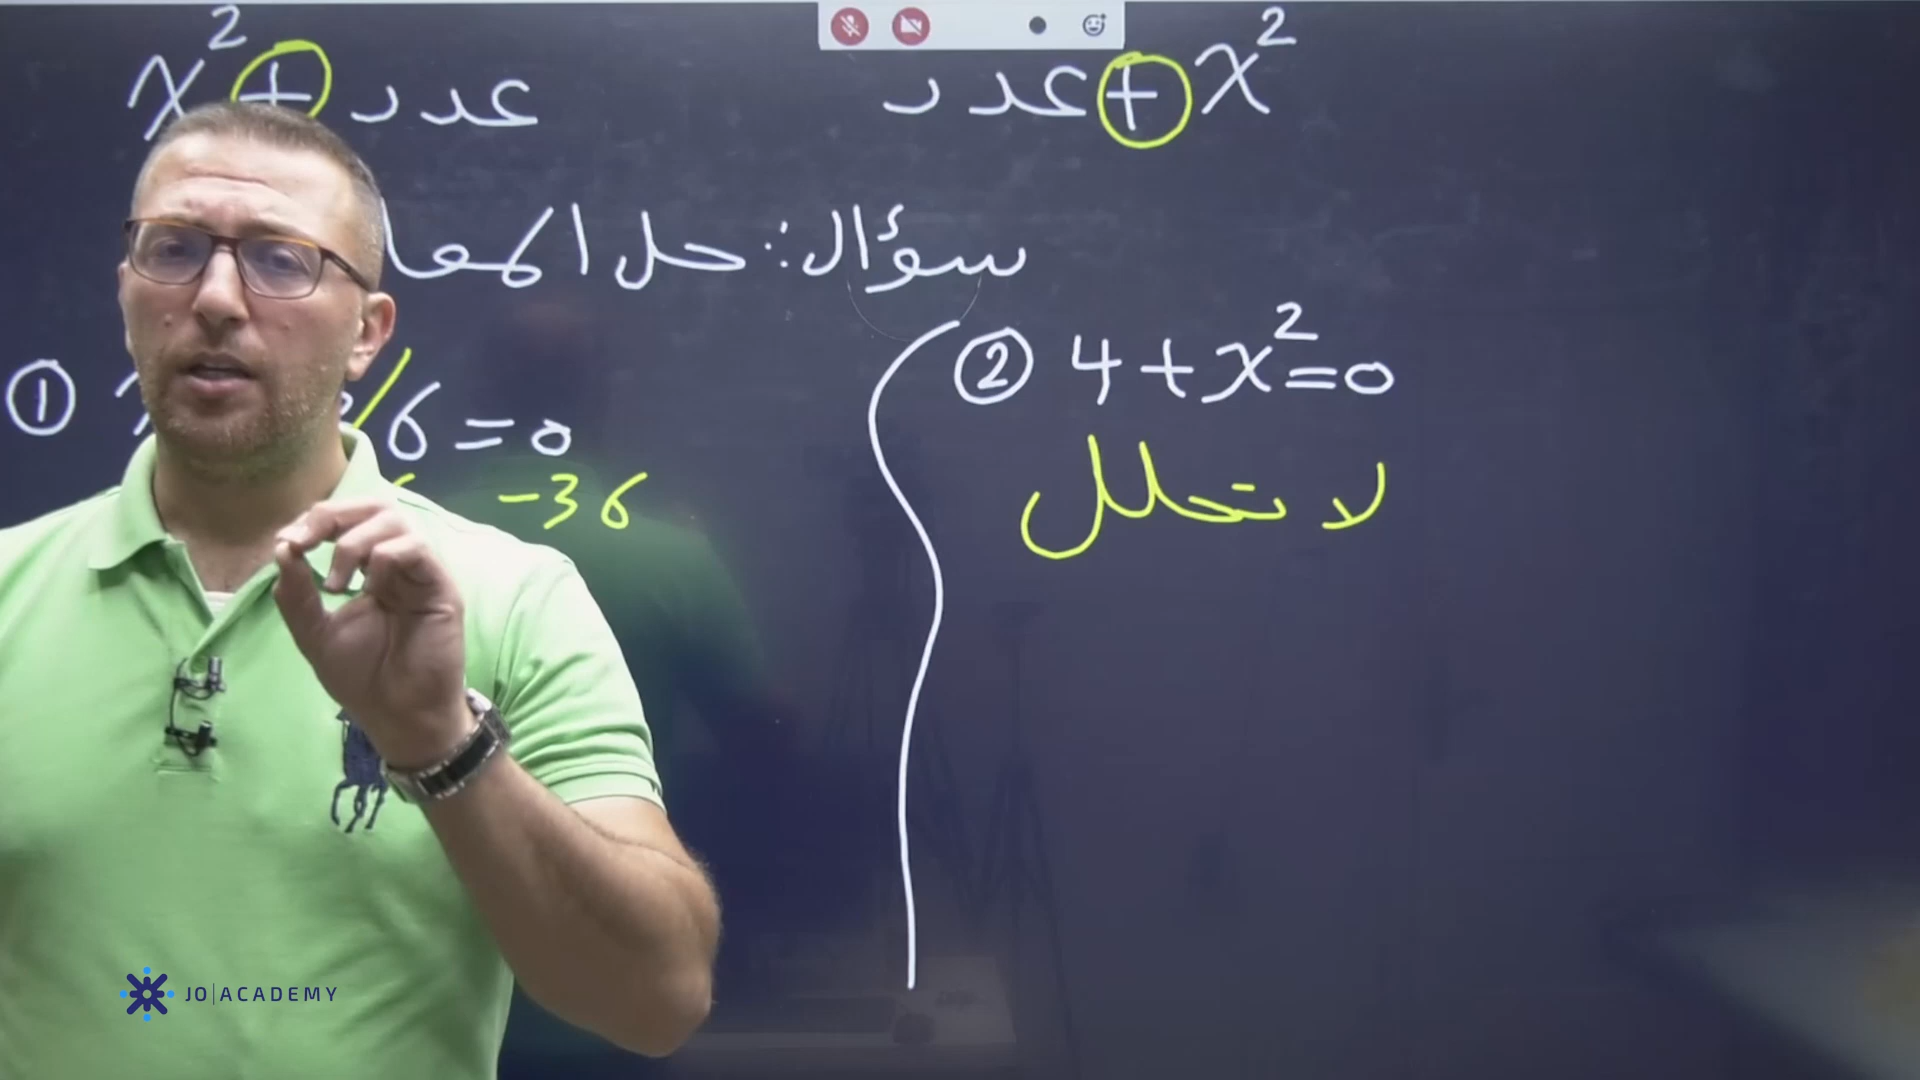 x² + عدد
عدد + x²
سؤال: حل المعا
① 6 = 0
- 36
② 4 + x² = 0
لا تحلل
JO|ACADEMY